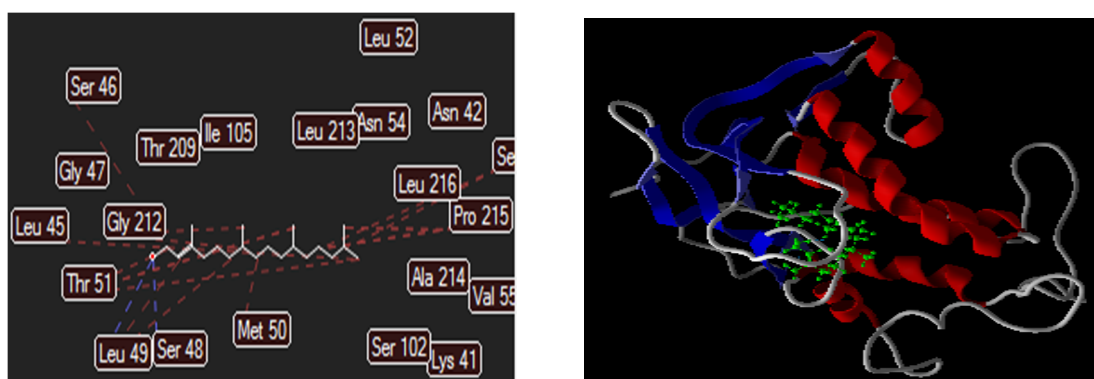 Leu 52
Ser 46
Asn 42
Ile 105
Leu 213
Asn 54
Thr 209
Se
Gly 47
Leu 216
Gly 212
Pro 215
Leu 45
Thr 51
Ala 214
Val 55
Met 50
Leu 49
Ser 48
Ser 102
Lys 41